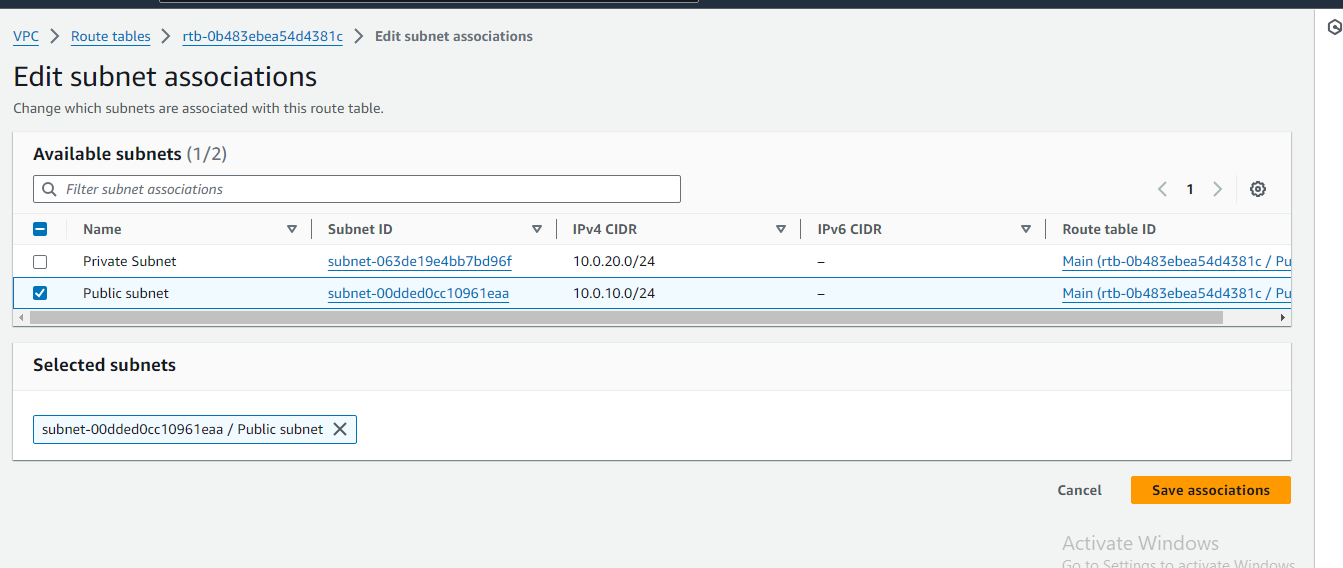 VPC > Route tables > rtb-0b483ebea54d4381c > Edit subnet associations
Edit subnet associations
Change which subnets are associated with this route table.
Available subnets (1/2)
Filter subnet associations
1
Name Subnet ID IPv4 CIDR IPv6 CIDR Route table ID
Private Subnet subnet-063de19e4bb7bd96f 10.0.20.0/24 – Main (rtb-0b483ebea54d4381c / Pu
Public subnet subnet-00dded0cc10961eaa 10.0.10.0/24 – Main (rtb-0b483ebea54d4381c / Pu
Selected subnets
subnet-00dded0cc10961eaa / Public subnet
Cancel Save associations
Activate Windows
Go to Settings to activate Windows